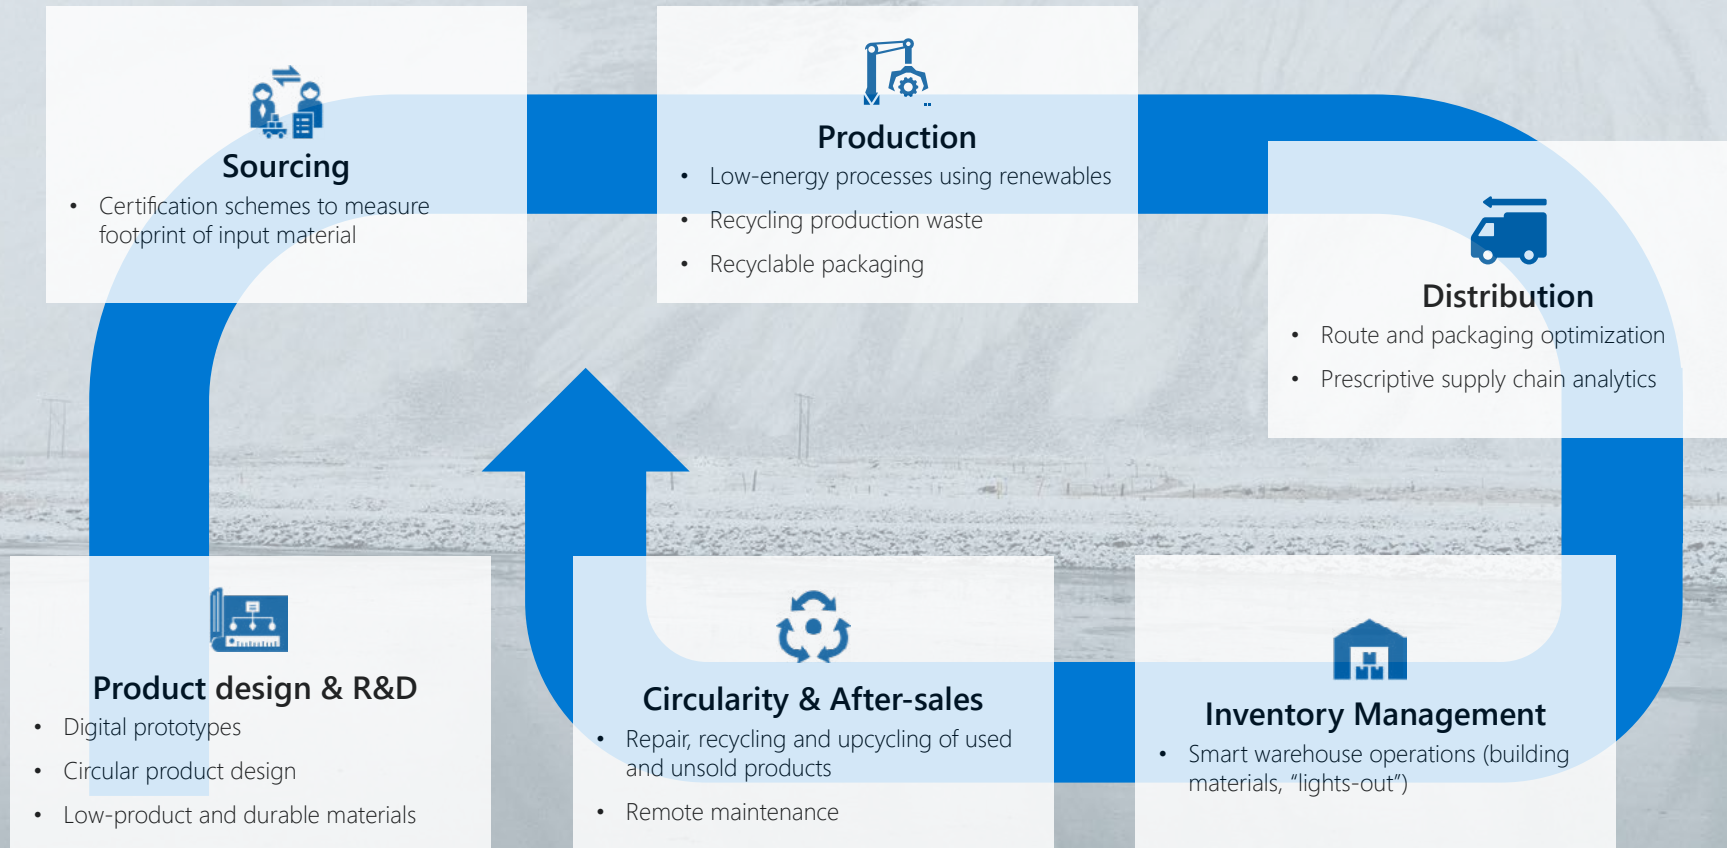 Sourcing
• Certification schemes to measure
footprint of input material
Production
• Low-energy processes using renewables
• Recycling production waste
• Recyclable packaging
Distribution
• Route and packaging optimization
• Prescriptive supply chain analytics
Product design & R&D
• Digital prototypes
• Circular product design
• Low-product and durable materials
Circularity & After-sales
• Repair, recycling and upcycling of used
and unsold products
• Remote maintenance
Inventory Management
• Smart warehouse operations (building
materials, “lights-out”)